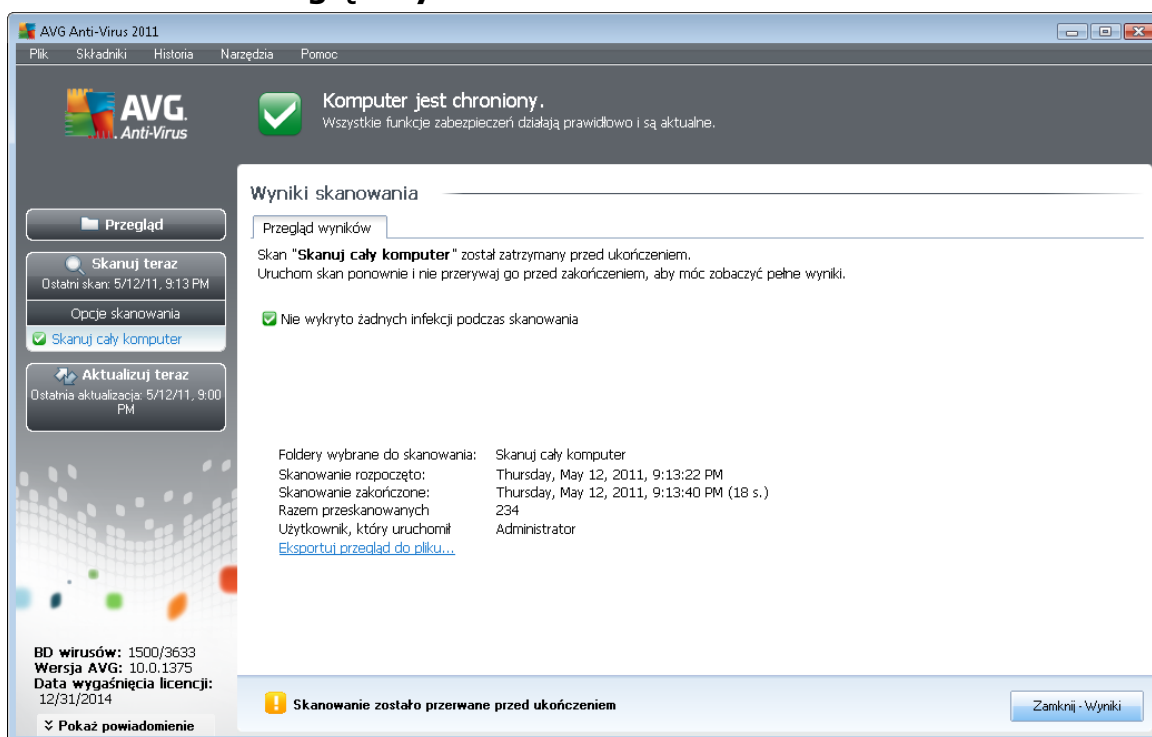 AVG Anti-Virus 2011
Plik Składniki Historia Narzędzia Pomoc
AVG.
Anti-Virus
Komputer jest chroniony.
Wszystkie funkcje zabezpieczeń działają prawidłowo i są aktualne.
Przegląd
Skanuj teraz
Ostatni skan: 5/12/11, 9:13 PM
Opcje skanowania
Skanuj cały komputer
Aktualizuj teraz
Ostatnia aktualizacja: 5/12/11, 9:00
PM
BD wirusów: 1500/3633
Wersja AVG: 10.0.1375
Data wygaśnięcia licencji:
12/31/2014
Pokaż powiadomienie
Wyniki skanowania
Przegląd wyników
Skan "Skanuj cały komputer" został zatrzymany przed ukończeniem.
Uruchom skan ponownie i nie przerywaj go przed zakończeniem, aby móc zobaczyć pełne wyniki.
Nie wykryto żadnych infekcji podczas skanowania
Foldery wybrane do skanowania: Skanuj cały komputer
Skanowanie rozpoczęto: Thursday, May 12, 2011, 9:13:22 PM
Skanowanie zakończone: Thursday, May 12, 2011, 9:13:40 PM (18 s.)
Razem przeskanowanych 234
Użytkownik, który uruchomił Administrator
Eksportuj przegląd do pliku...
Skanowanie zostało przerwane przed ukończeniem
Zamknij - Wyniki